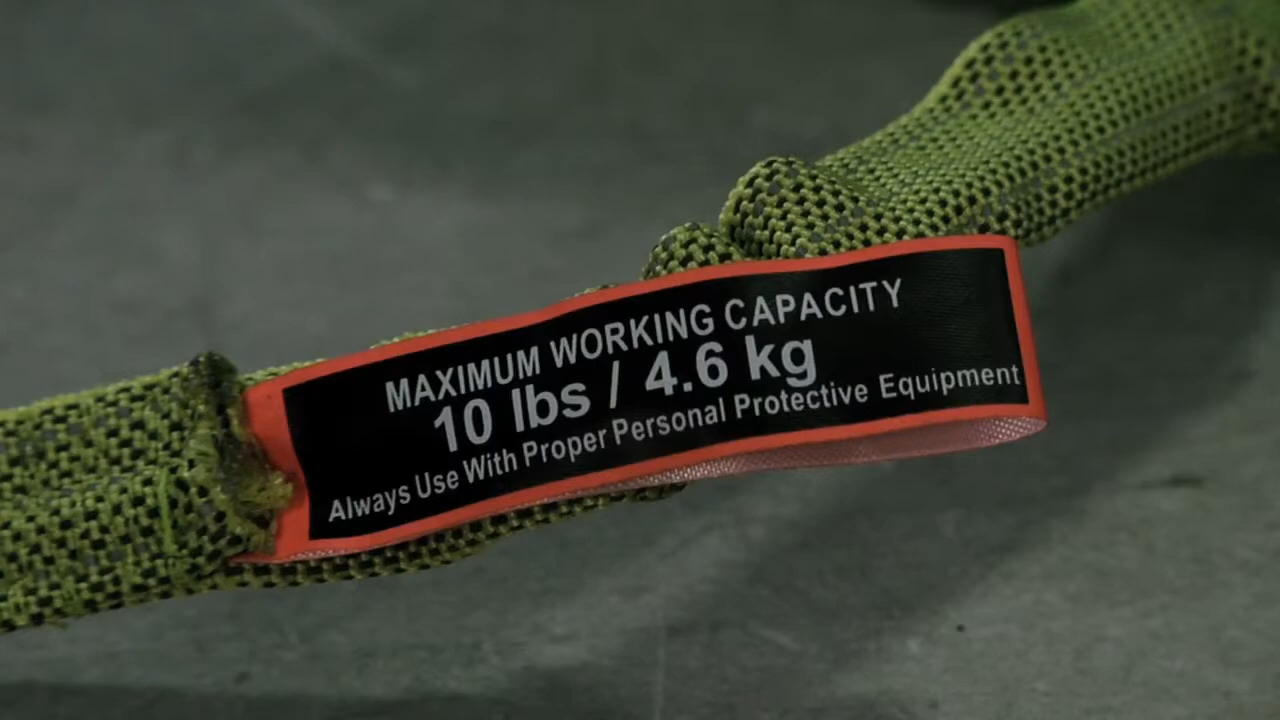 MAXIMUM WORKING CAPACITY
10 lbs / 4.6 kg
Always Use With Proper Personal Protective Equipment